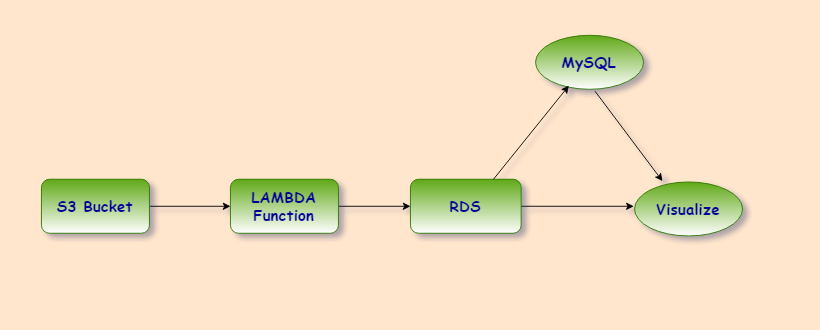 MySQL
S3 Bucket
LAMBDA
Function
RDS
Visualize